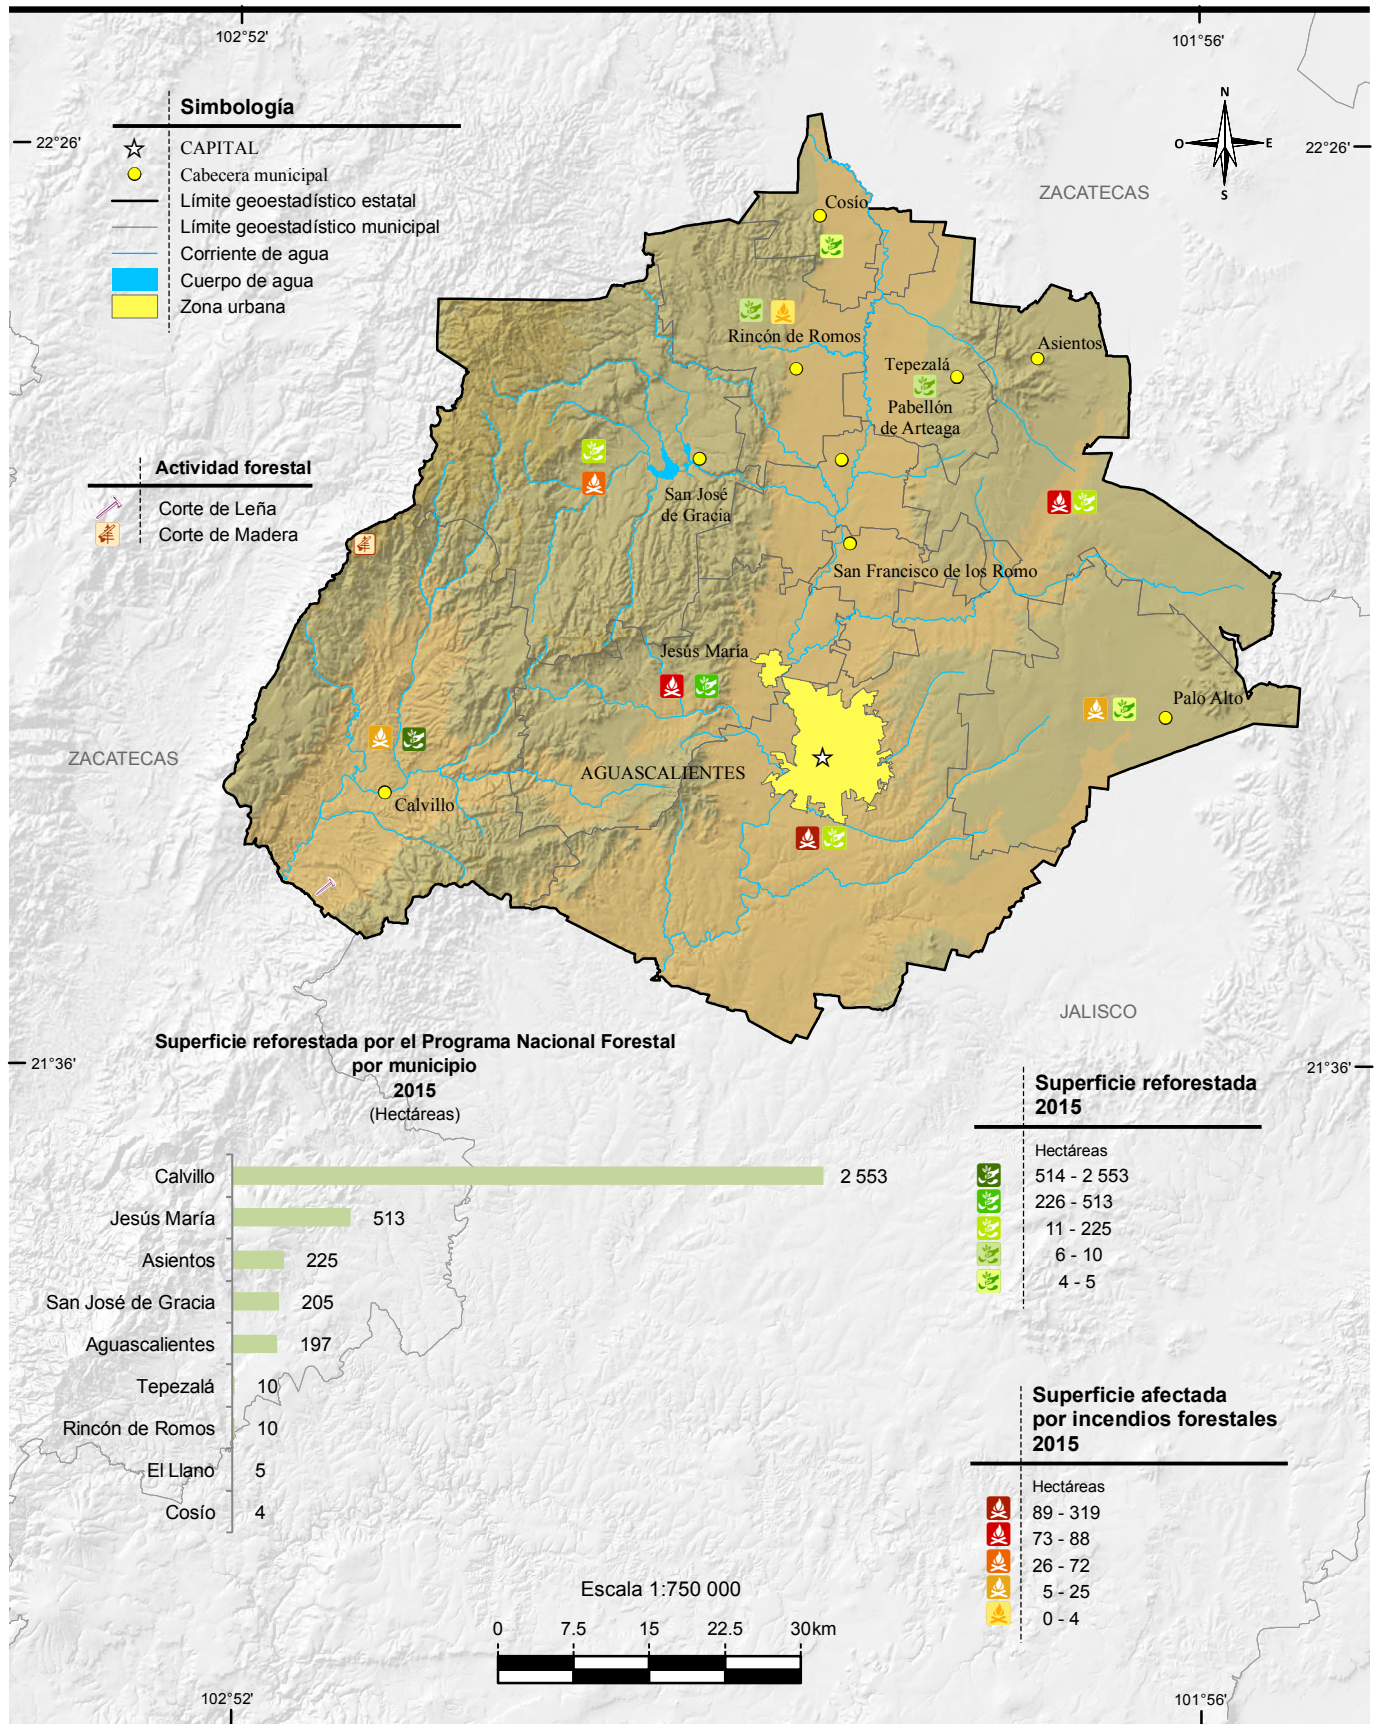 102°52'
101°56'
Simbología
CAPITAL
Cabecera municipal
Límite geoestadístico estatal
Límite geoestadístico municipal
Corriente de agua
Cuerpo de agua
Zona urbana
22°26'
22°26'
N
O
E
S
ZACATECAS
Cosío
Rincón de Romos
Asientos
Tepezalá
Pabellón
de Arteaga
Actividad forestal
Corte de Leña
Corte de Madera
San José
de Gracia
San Francisco de los Romo
Jesús María
Palo Alto
ZACATECAS
AGUASCALIENTES
Calvillo
JALISCO
21°36'
21°36'
Superficie reforestada por el Programa Nacional Forestal
por municipio
2015
(Hectáreas)
Calvillo 2 553
Jesús María 513
Asientos 225
San José de Gracia 205
Aguascalientes 197
Tepezalá 10
Rincón de Romos 10
El Llano 5
Cosío 4
Superficie reforestada
2015
Hectáreas
514 - 2 553
226 - 513
11 - 225
6 - 10
4 - 5
Superficie afectada
por incendios forestales
2015
Hectáreas
89 - 319
73 - 88
26 - 72
5 - 25
0 - 4
Escala 1:750 000
0 7.5 15 22.5 30km
102°52'
101°56'